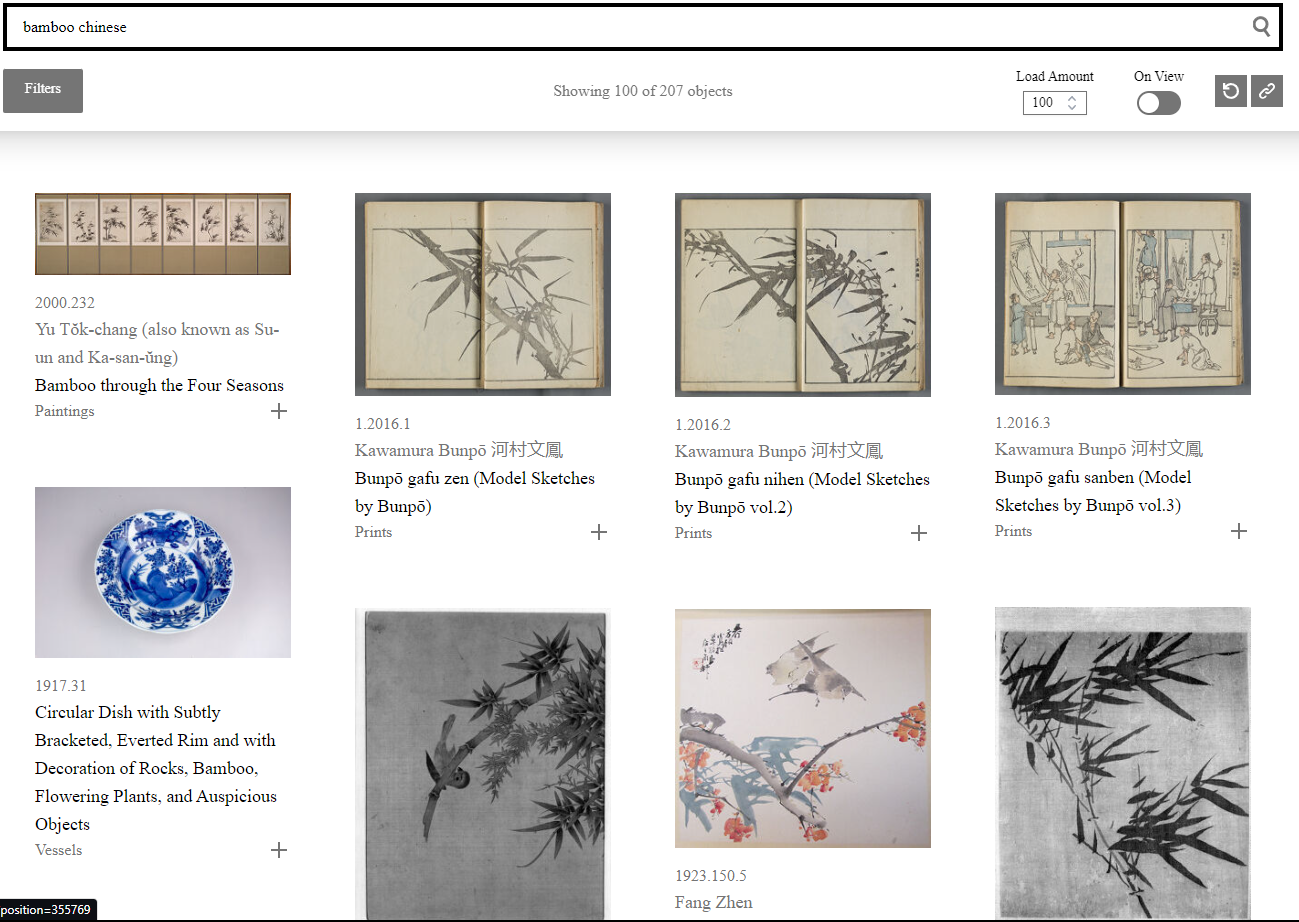 bamboo chinese
Filters
Showing 100 of 207 objects
Load Amount
100
On View
2000.232
Yu Tŏk-chang (also known as Su-
un and Ka-san-ŭng)
Bamboo through the Four Seasons
Paintings
1.2016.1
Kawamura Bunpō 河村文鳳
Bunpō gafu zen (Model Sketches
by Bunpō)
Prints
1.2016.2
Kawamura Bunpō 河村文鳳
Bunpō gafu nihen (Model Sketches
by Bunpō vol.2)
Prints
1.2016.3
Kawamura Bunpō 河村文鳳
Bunpō gafu sanben (Model
Sketches by Bunpō vol.3)
Prints
1917.31
Circular Dish with Subtly
Bracketed, Everted Rim and with
Decoration of Rocks, Bamboo,
Flowering Plants, and Auspicious
Objects
Vessels
1923.150.5
Fang Zhen
position=355769